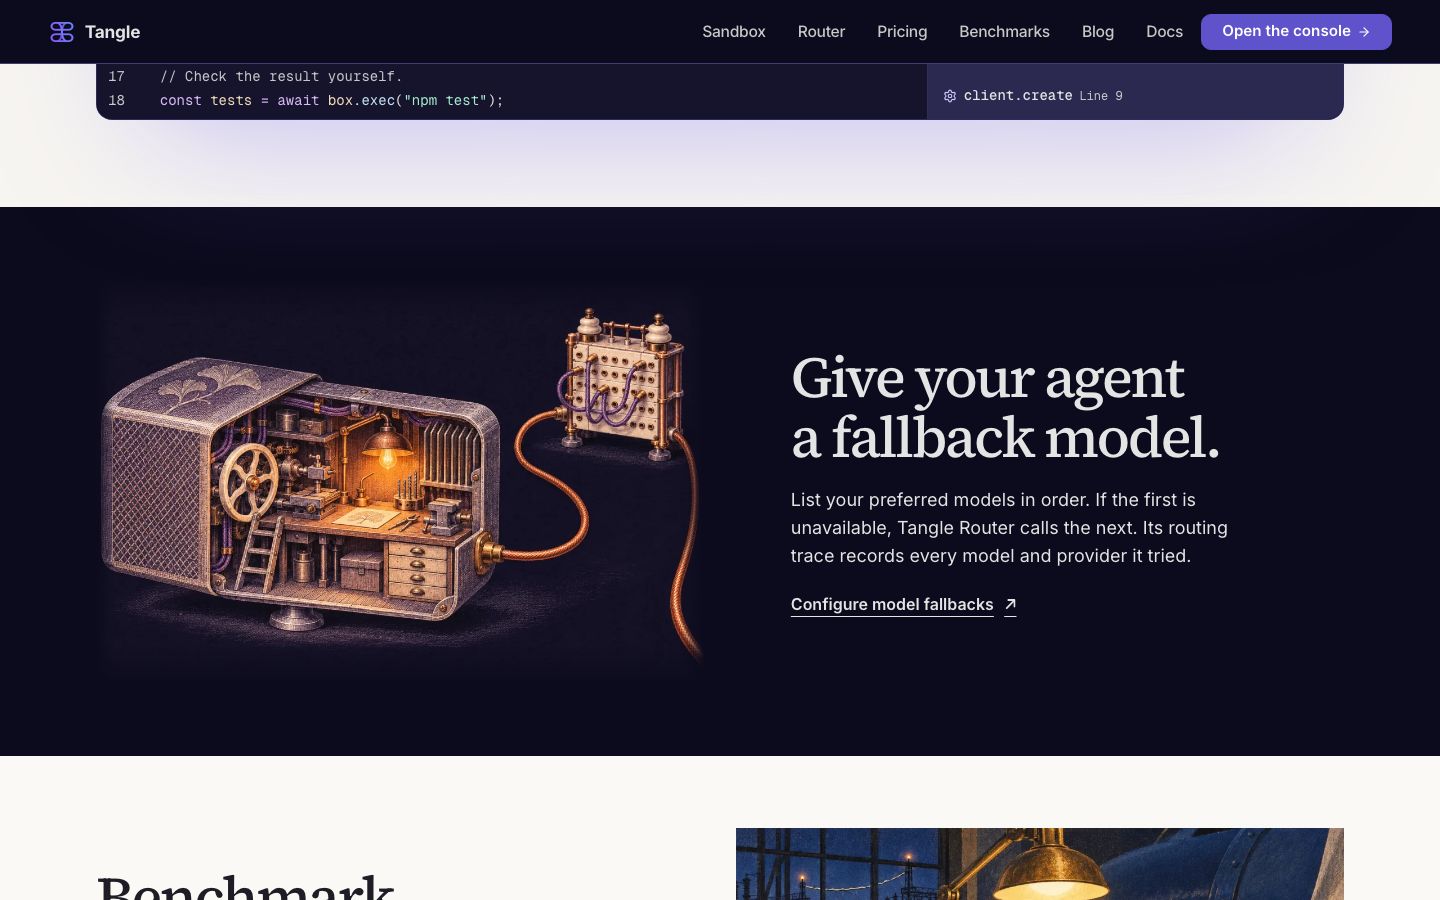 Tangle
Sandbox
Router
Pricing
Benchmarks
Blog
Docs
Open the console →
17 // Check the result yourself.
18 const tests = await box.exec("npm test");
client.create Line 9
Give your agent
a fallback model.
List your preferred models in order. If the first is
unavailable, Tangle Router calls the next. Its routing
trace records every model and provider it tried.
Configure model fallbacks ↗
Benchmark